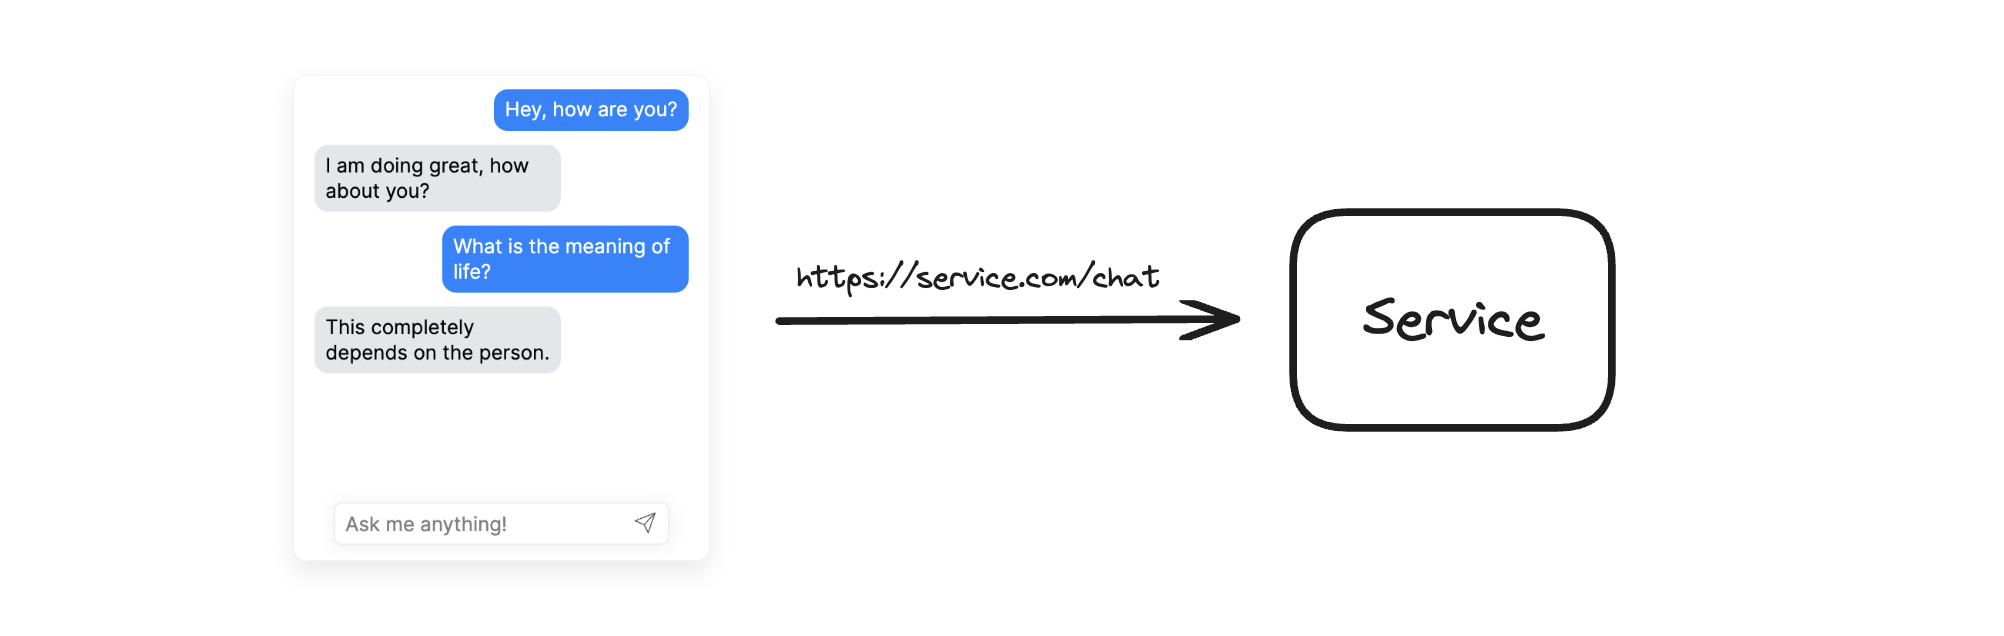 Hey, how are you?
I am doing great, how
about you?
What is the meaning of
life?
This completely
depends on the person.
Ask me anything!
https://service.com/chat
Service